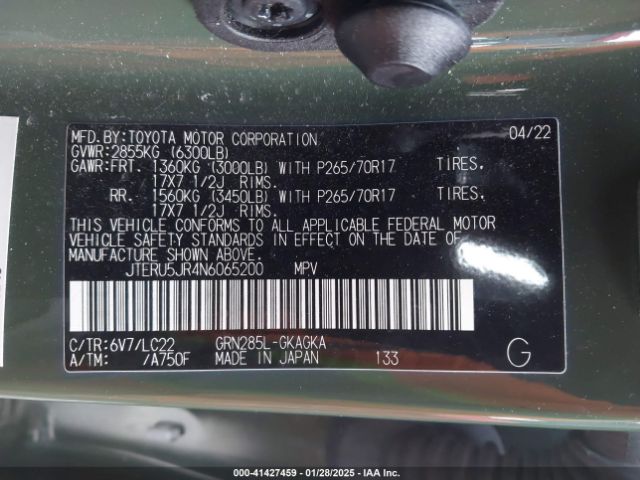 MFD.BY:TOYOTA MOTOR CORPORATION 04/22
GVWR:2855KG (6300LB)
GAWR:FRT. 1360KG (3000LB) WITH P265/70R17 TIRES.
17X7 1/2J RIMS.
RR. 1560KG (3450LB) WITH P265/70R17 TIRES.
17X7 1/2J RIMS.
THIS VEHICLE CONFORMS TO ALL APPLICABLE FEDERAL MOTOR
VEHICLE SAFETY STANDARDS IN EFFECT ON THE DATE OF
MANUFACTURE SHOWN ABOVE.
JTERU5JR4N6065200 MPV
C/TR:6V7/LC22 GRN285L-GKAGKA
A/TM: /A750F MADE IN JAPAN 133 G
000-41427459 | 01/28/2025 | IAA Inc.